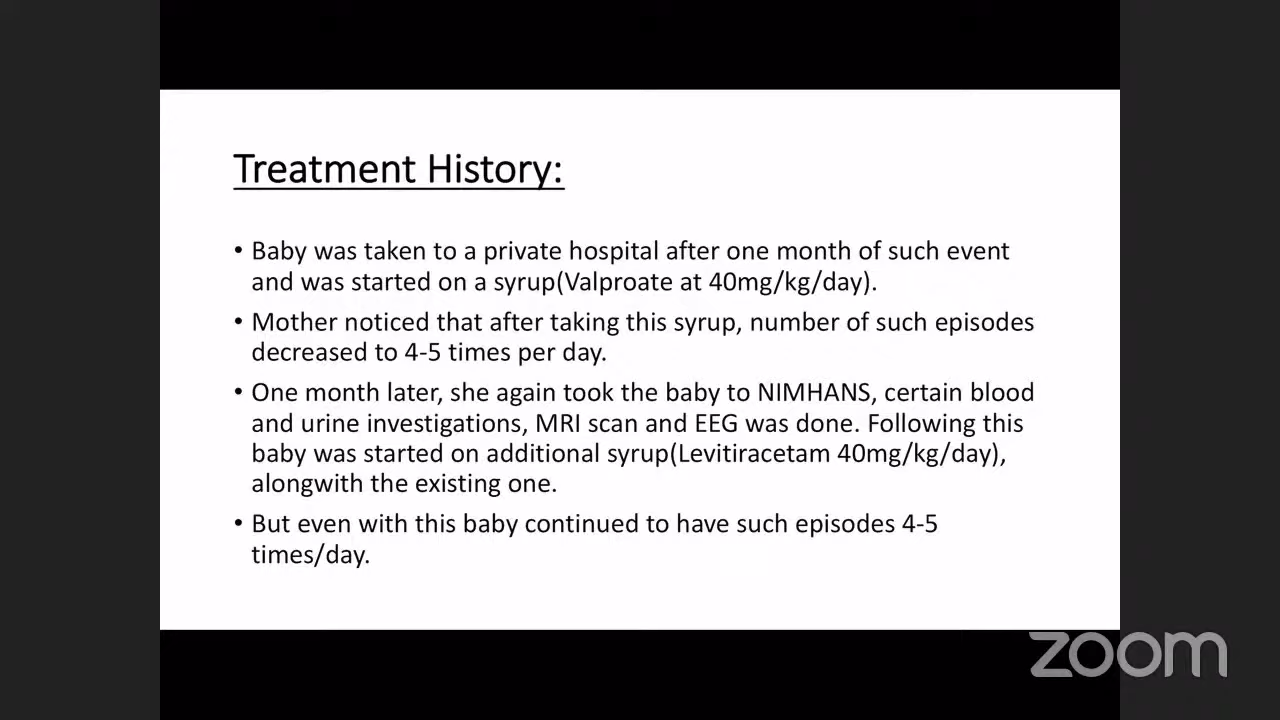 Treatment History:
• Baby was taken to a private hospital after one month of such event
and was started on a syrup(Valproate at 40mg/kg/day).
• Mother noticed that after taking this syrup, number of such episodes
decreased to 4-5 times per day.
• One month later, she again took the baby to NIMHANS, certain blood
and urine investigations, MRI scan and EEG was done. Following this
baby was started on additional syrup(Levitiracetam 40mg/kg/day),
alongwith the existing one.
• But even with this baby continued to have such episodes 4-5
times/day.
zoom